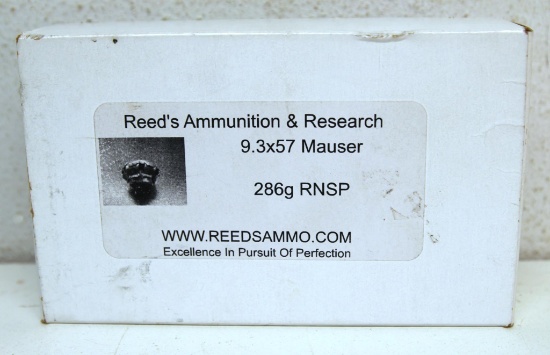 Reed's Ammunition & Research
9.3x57 Mauser
286g RNSP
WWW.REEDSAMMO.COM
Excellence In Pursuit Of Perfection